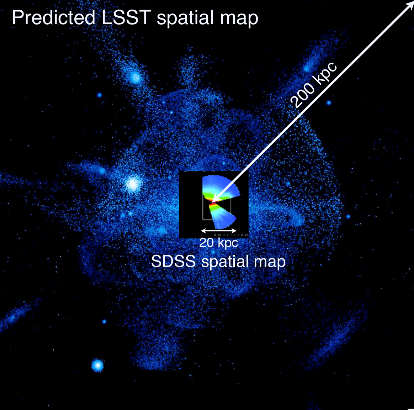 Predicted LSST spatial map
200 kpc
20 kpc
SDSS spatial map